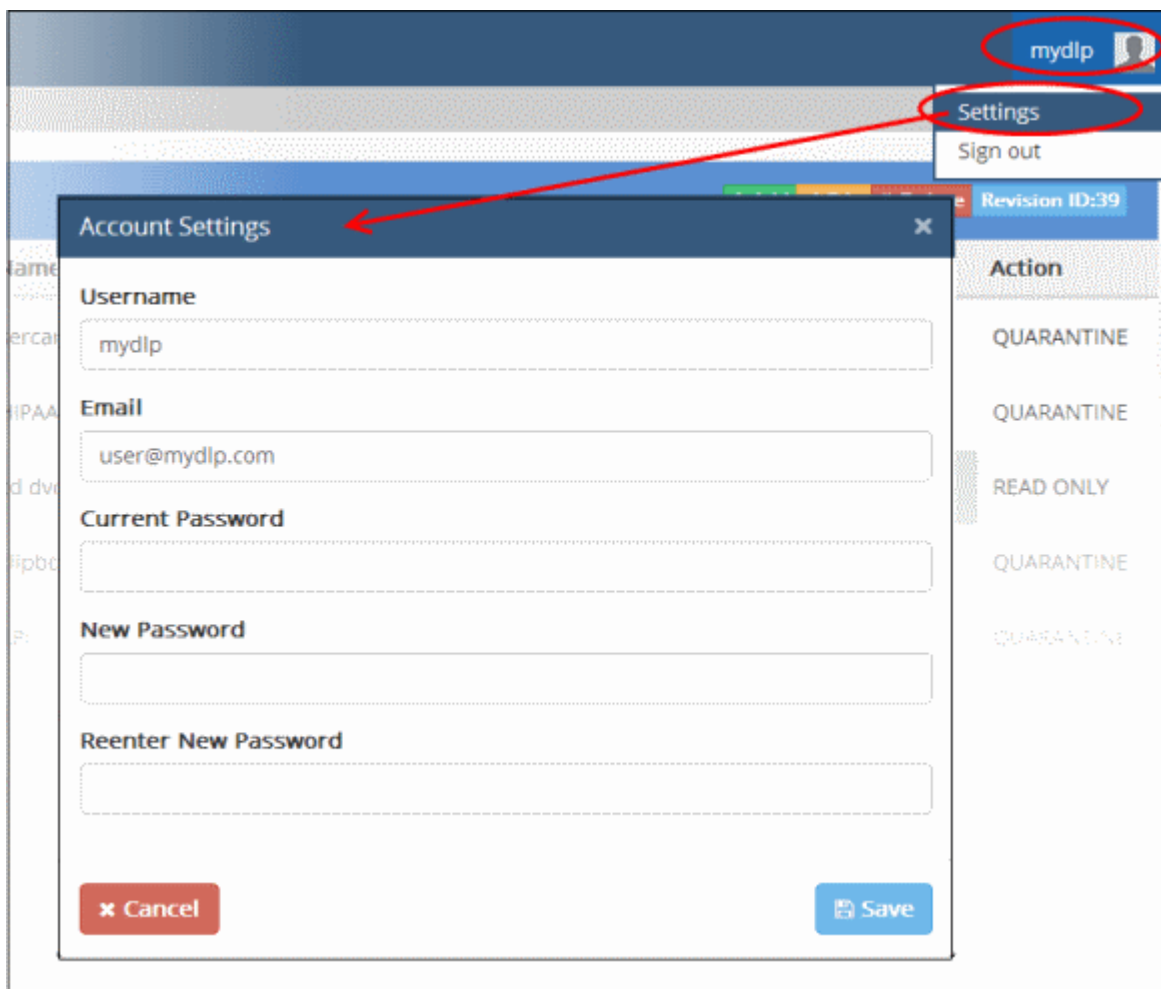 mydlp
Settings
Sign out
Revision ID:39
Account Settings
Action
Username
mydlp
QUARANTINE
Email
QUARANTINE
user@mydlp.com
READ ONLY
Current Password
QUARANTINE
New Password
QUARANTINE
Reenter New Password
Cancel
Save